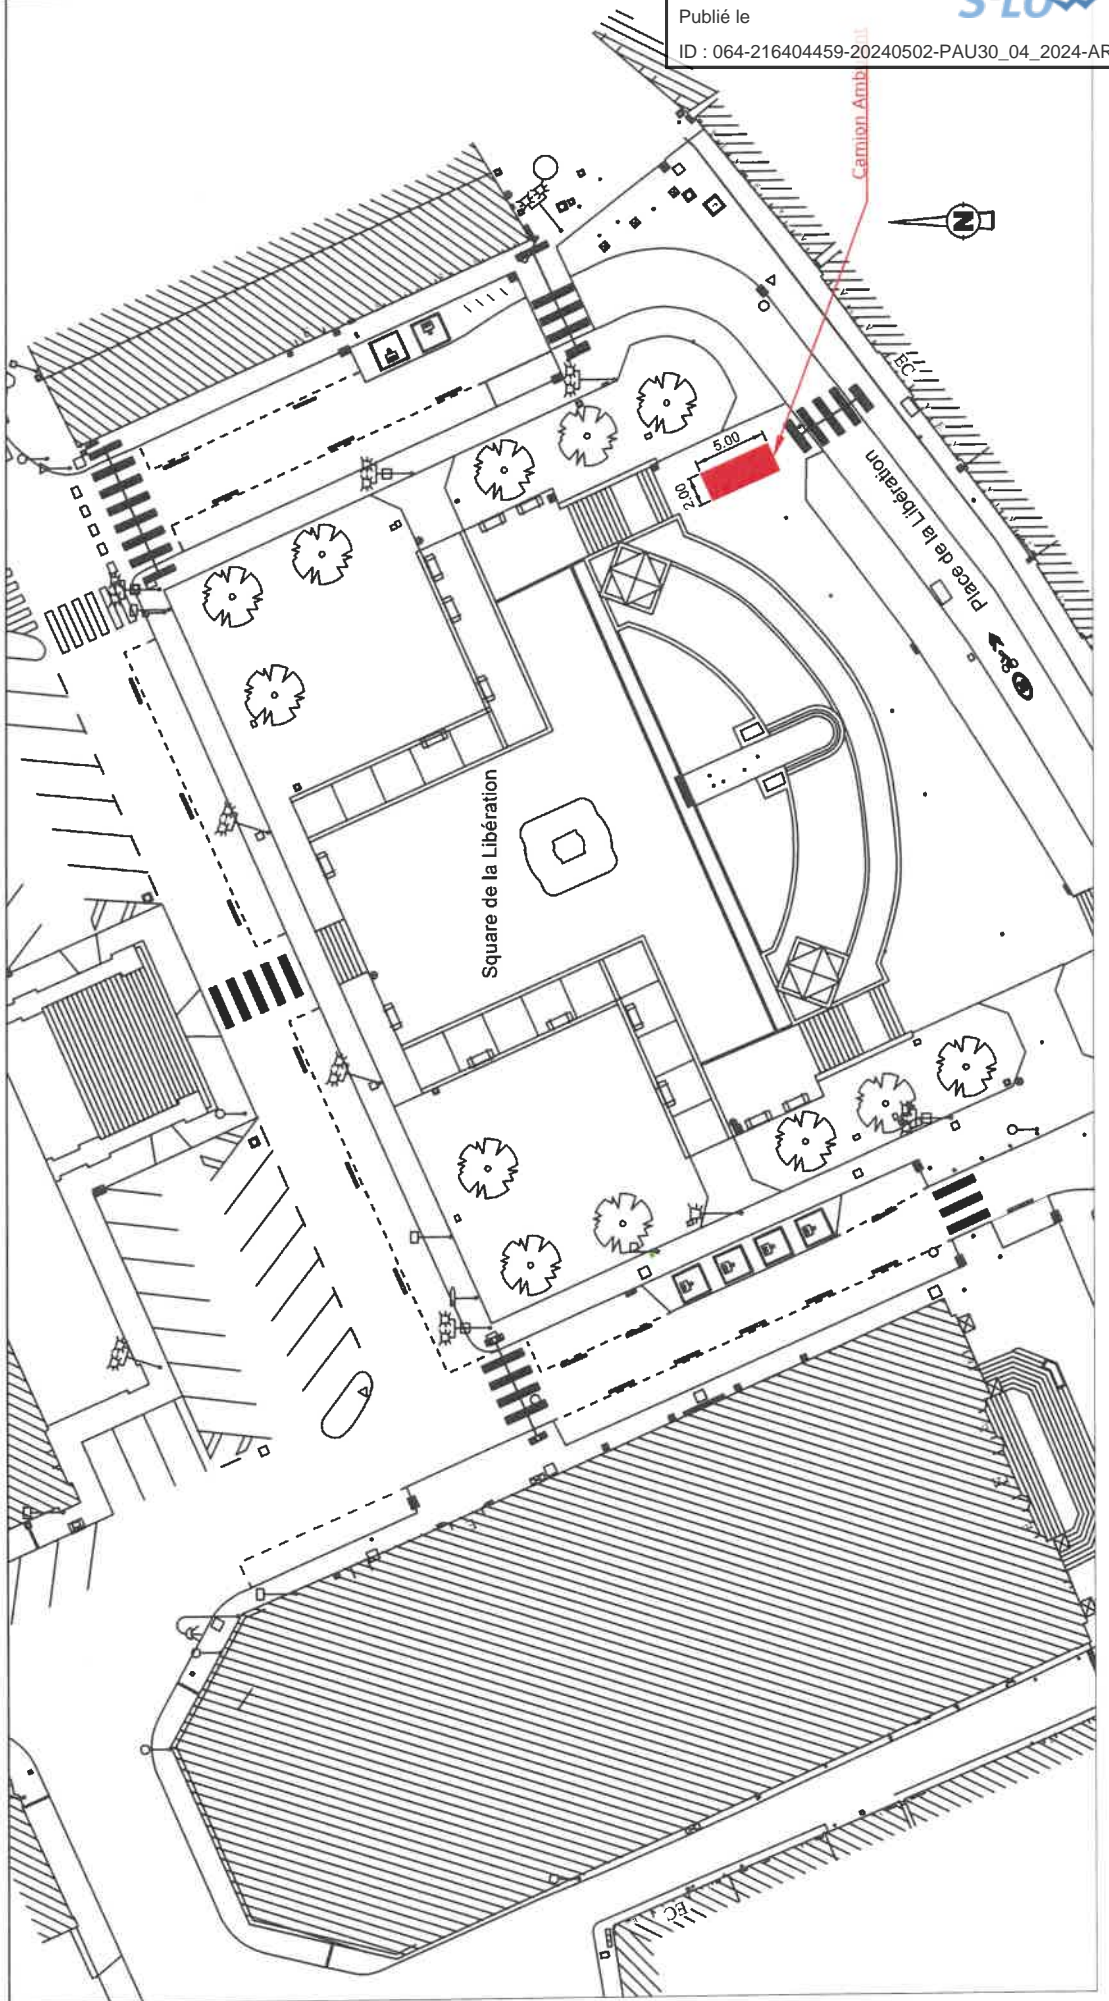 Publié le
S²LO
ID : 064-216404459-20240502-PAU30_04_2024-AR
Camion Amb
N
EC
5.00
2.00
Place de la Libération
Square de la Libération
EC